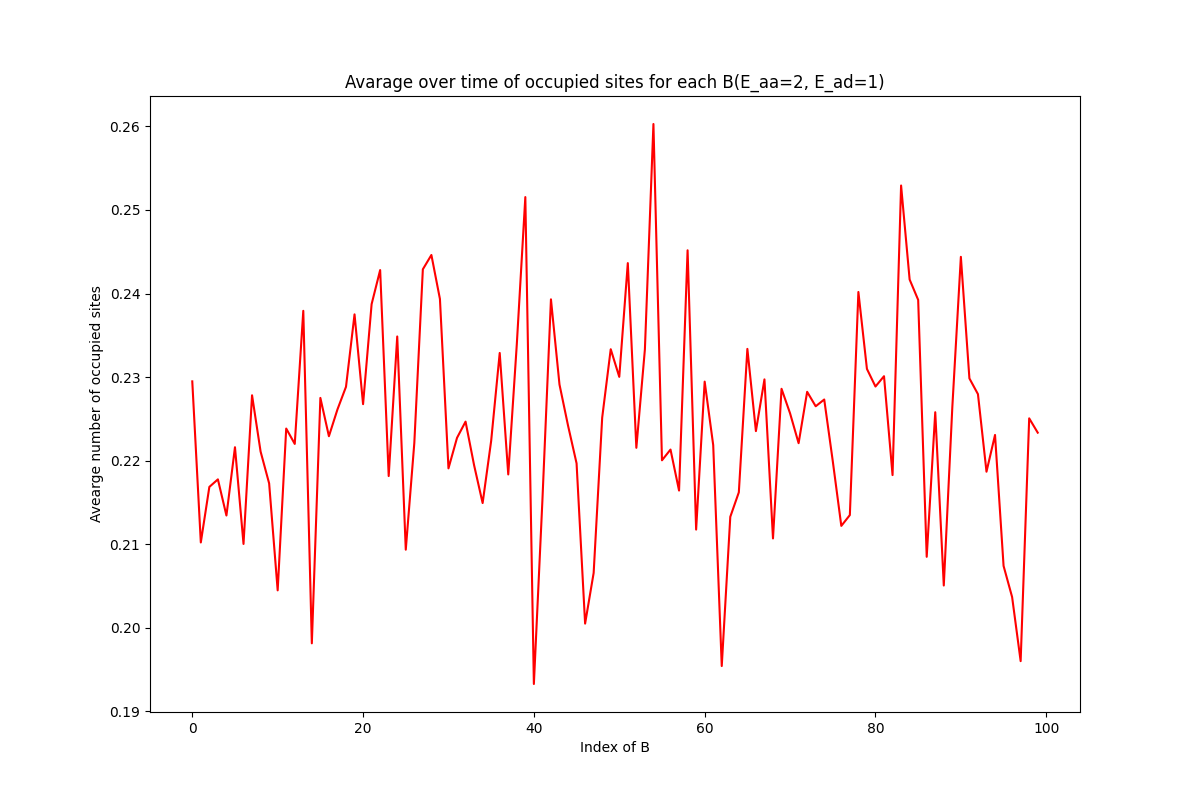 Avarage over time of occupied sites for each B(E_aa=2, E_ad=1)
0.26
0.25
0.24
0.23
0.22
0.21
0.20
0.19
Avearge number of occupied sites
0 20 40 60 80 100
Index of B